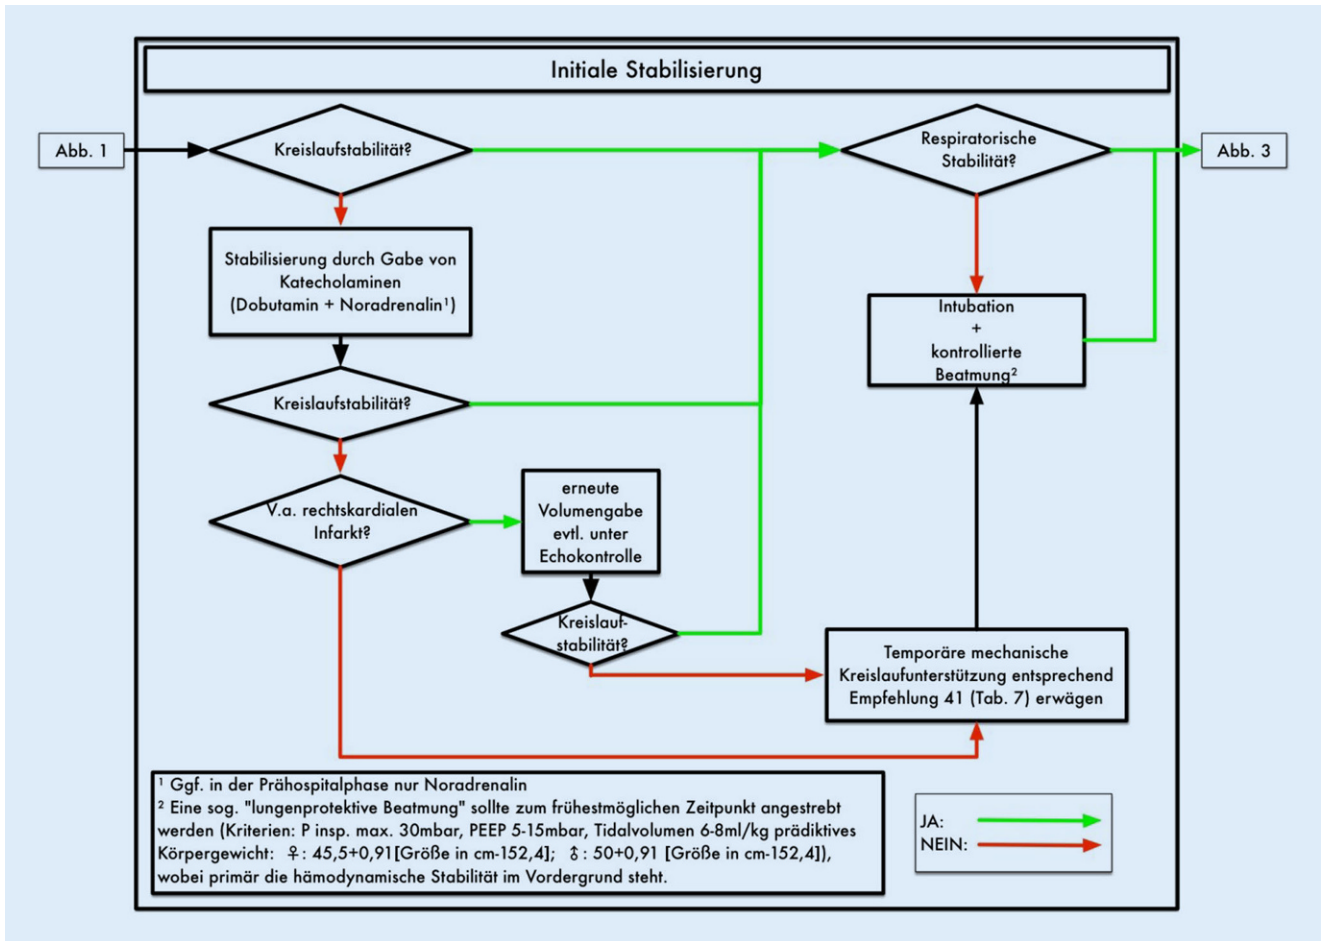 Initiale Stabilisierung
Abb. 1
Kreislaufstabilität?
Respiratorische
Stabilität?
Abb. 3
Stabilisierung durch Gabe von
Katecholaminen
(Dobutamin + Noradrenalin¹)
Intubation
+
kontrollierte
Beatmung²
Kreislaufstabilität?
V.a. rechtskardialen
Infarkt?
erneute
Volumengabe
evtl. unter
Echokontrolle
Kreislauf-
stabilität?
Temporäre mechanische
Kreislaufunterstützung entsprechend
Empfehlung 41 (Tab. 7) erwägen
¹ Ggf. in der Prähospitalphase nur Noradrenalin
² Eine sog. "lungenprotektive Beatmung" sollte zum frühestmöglichen Zeitpunkt angestrebt
werden (Kriterien: P insp. max. 30mbar, PEEP 5-15mbar, Tidalvolumen 6-8ml/kg prädiktives
Körpergewicht: ♀: 45,5+0,91[Größe in cm-152,4]; ♂: 50+0,91 [Größe in cm-152,4]),
wobei primär die hämodynamische Stabilität im Vordergrund steht.
JA:
NEIN: